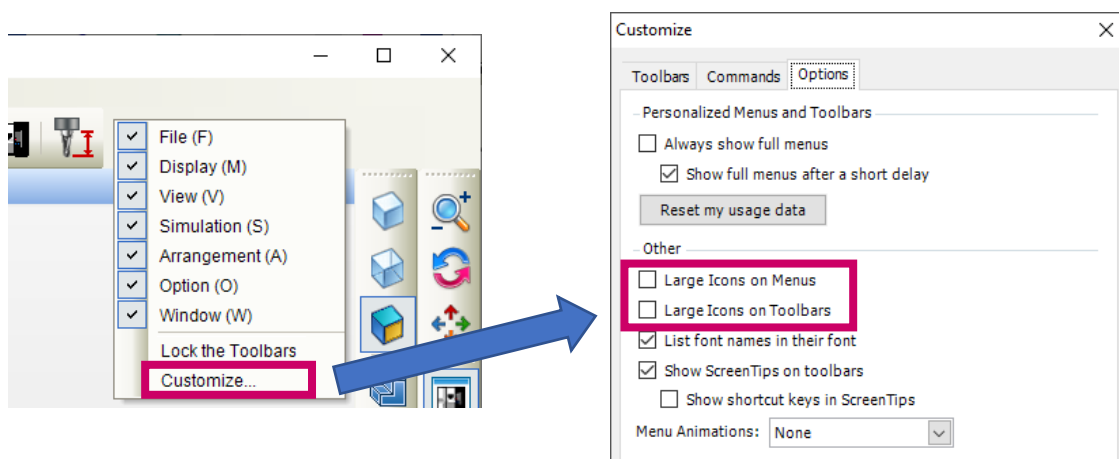 File (F)
Display (M)
View (V)
Simulation (S)
Arrangement (A)
Option (O)
Window (W)
Lock the Toolbars
Customize...
Customize
Toolbars Commands Options
Personalized Menus and Toolbars
Always show full menus
Show full menus after a short delay
Reset my usage data
Other
Large Icons on Menus
Large Icons on Toolbars
List font names in their font
Show ScreenTips on toolbars
Show shortcut keys in ScreenTips
Menu Animations: None